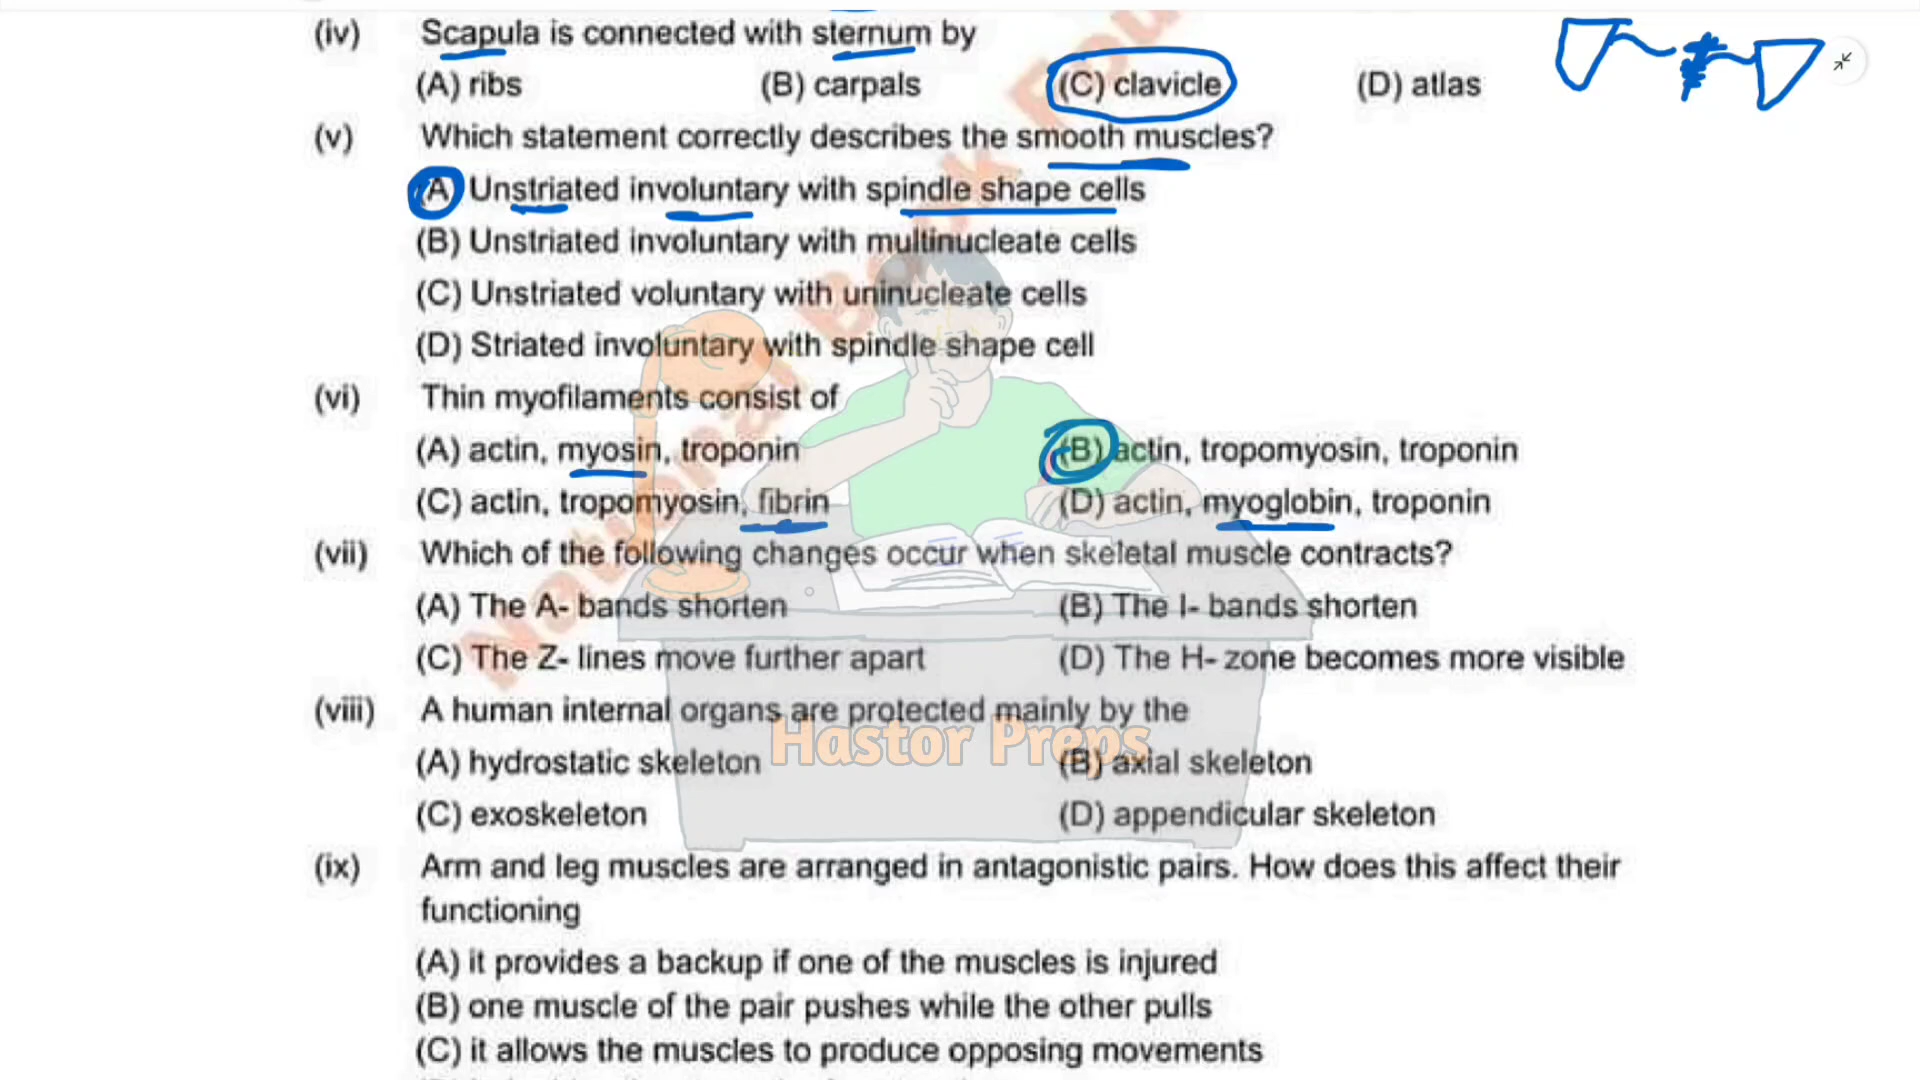 (iv) Scapula is connected with sternum by
(A) ribs (B) carpals (C) clavicle (D) atlas
(v) Which statement correctly describes the smooth muscles?
(A) Unstriated involuntary with spindle shape cells
(B) Unstriated involuntary with multinucleate cells
(C) Unstriated voluntary with uninucleate cells
(D) Striated involuntary with spindle shape cell
(vi) Thin myofilaments consist of
(A) actin, myosin, troponin (B) actin, tropomyosin, troponin
(C) actin, tropomyosin, fibrin (D) actin, myoglobin, troponin
(vii) Which of the following changes occur when skeletal muscle contracts?
(A) The A- bands shorten (B) The I- bands shorten
(C) The Z- lines move further apart (D) The H- zone becomes more visible
(viii) A human internal organs are protected mainly by the
Hastor Preps
(A) hydrostatic skeleton (B) axial skeleton
(C) exoskeleton (D) appendicular skeleton
(ix) Arm and leg muscles are arranged in antagonistic pairs. How does this affect their
functioning
(A) it provides a backup if one of the muscles is injured
(B) one muscle of the pair pushes while the other pulls
(C) it allows the muscles to produce opposing movements
National Book